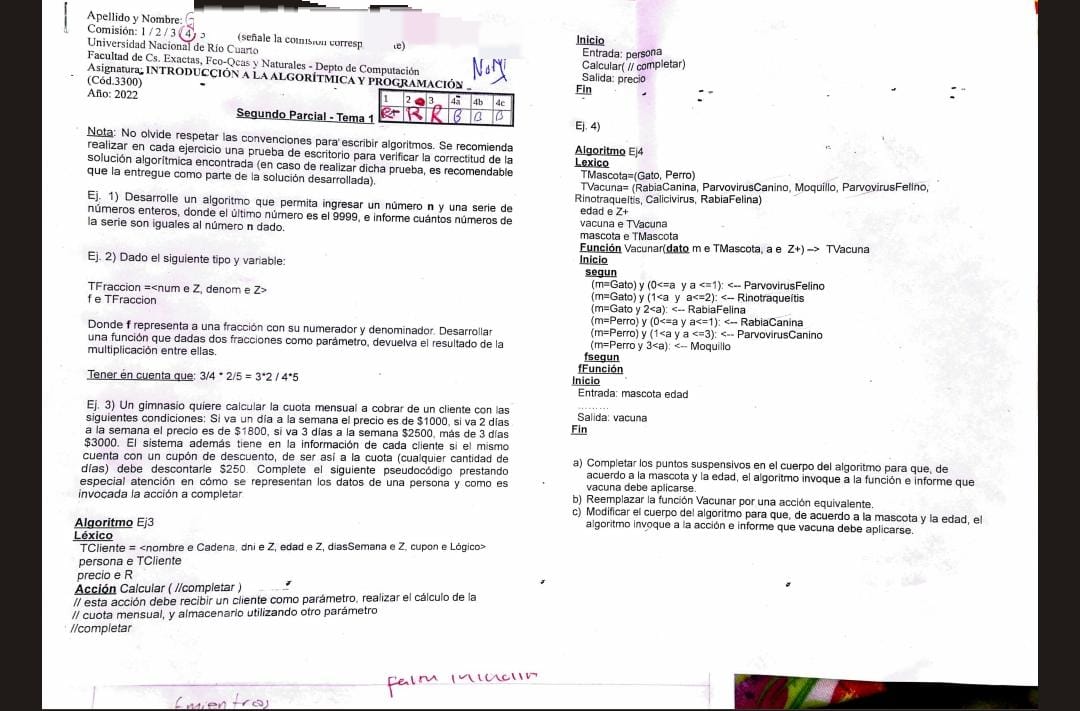 Apellido y Nombre:
Comisión: 1 / 2 / 3 4 (señale la comisión corresp e)
Universidad Nacional de Río Cuarto
Facultad de Cs. Exactas, Fco-Qcas y Naturales - Depto de Computación
Asignatura: INTRODUCCIÓN A LA ALGORÍTMICA Y PROGRAMACIÓN
(Cód.3300)
Año: 2022
1 2 3 4a 4b 4c
Segundo Parcial - Tema 1 R+ R R B B B
Nota: No olvide respetar las convenciones para escribir algoritmos. Se recomienda
realizar en cada ejercicio una prueba de escritorio para verificar la correctitud de la
solución algorítmica encontrada (en caso de realizar dicha prueba, es recomendable
que la entregue como parte de la solución desarrollada).
Ej. 1) Desarrolle un algoritmo que permita ingresar un número n y una serie de
números enteros, donde el último número es el 9999, e informe cuántos números de
la serie son iguales al número n dado.
Ej. 2) Dado el siguiente tipo y variable:
TFraccion =<num e Z, denom e Z>
f e TFraccion
Donde f representa a una fracción con su numerador y denominador. Desarrollar
una función que dadas dos fracciones como parámetro, devuelva el resultado de la
multiplicación entre ellas.
Tener en cuenta que: 3/4 * 2/5 = 3*2 / 4*5
Ej. 3) Un gimnasio quiere calcular la cuota mensual a cobrar de un cliente con las
siguientes condiciones: Si va un día a la semana el precio es de $1000, si va 2 días
a la semana el precio es de $1800, si va 3 días a la semana $2500, más de 3 días
$3000. El sistema además tiene en la información de cada cliente si el mismo
cuenta con un cupón de descuento, de ser así a la cuota (cualquier cantidad de
días) debe descontarle $250. Complete el siguiente pseudocódigo prestando
especial atención en cómo se representan los datos de una persona y como es
invocada la acción a completar
Algoritmo Ej3
Léxico
TCliente = <nombre e Cadena, dni e Z, edad e Z, diasSemana e Z, cupon e Lógico>
persona e TCliente
precio e R
Acción Calcular ( //completar )
// esta acción debe recibir un cliente como parámetro, realizar el cálculo de la
// cuota mensual, y almacenarlo utilizando otro parámetro
//completar
Inicio
Entrada: persona
Calcular( // completar)
Salida: precio
Fin
Ej. 4)
Algoritmo Ej4
Lexico
TMascota=(Gato, Perro)
TVacuna= (RabiaCanina, ParvovirusCanino, Moquillo, ParvovirusFelino,
Rinotraqueítis, Calicivirus, RabiaFelina)
edad e Z+
vacuna e TVacuna
mascota e TMascota
Función Vacunar(dato m e TMascota, a e Z+) --> TVacuna
Inicio
segun
(m=Gato) y (0<=a y a <=1): <-- ParvovirusFelino
(m=Gato) y (1<a y a<=2): <-- Rinotraqueítis
(m=Gato y 2<a): <-- RabiaFelina
(m=Perro) y (0<=a y a<=1): <-- RabiaCanina
(m=Perro) y (1<a y a <=3): <-- ParvovirusCanino
(m=Perro y 3<a): <-- Moquillo
fsegun
fFunción
Inicio
Entrada: mascota edad
..........
Salida: vacuna
Fin
a) Completar los puntos suspensivos en el cuerpo del algoritmo para que, de
acuerdo a la mascota y la edad, el algoritmo invoque a la función e informe que
vacuna debe aplicarse.
b) Reemplazar la función Vacunar por una acción equivalente.
c) Modificar el cuerpo del algoritmo para que, de acuerdo a la mascota y la edad, el
algoritmo invoque a la acción e informe que vacuna debe aplicarse.